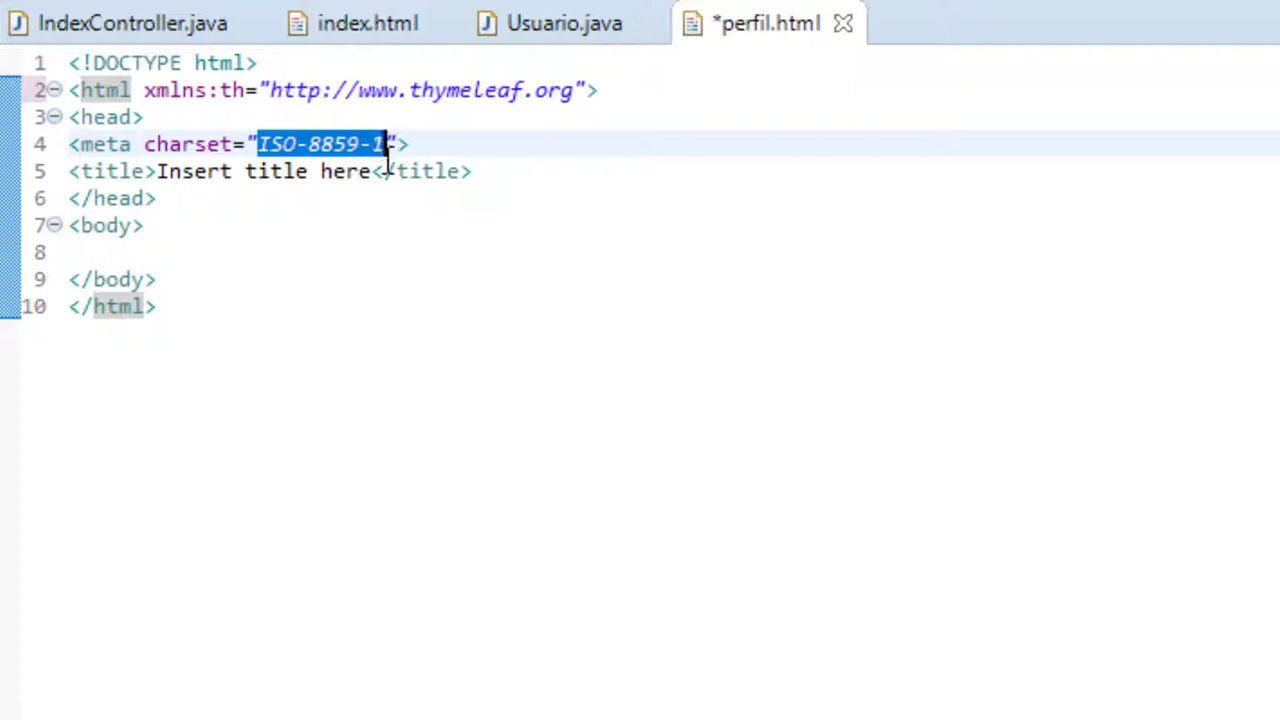 IndexController.java index.html Usuario.java *perfil.html
1 <!DOCTYPE html>
2 <html xmlns:th="http://www.thymeleaf.org">
3 <head>
4 <meta charset="ISO-8859-1">
5 <title>Insert title here</title>
6 </head>
7 <body>
8
9 </body>
10 </html>